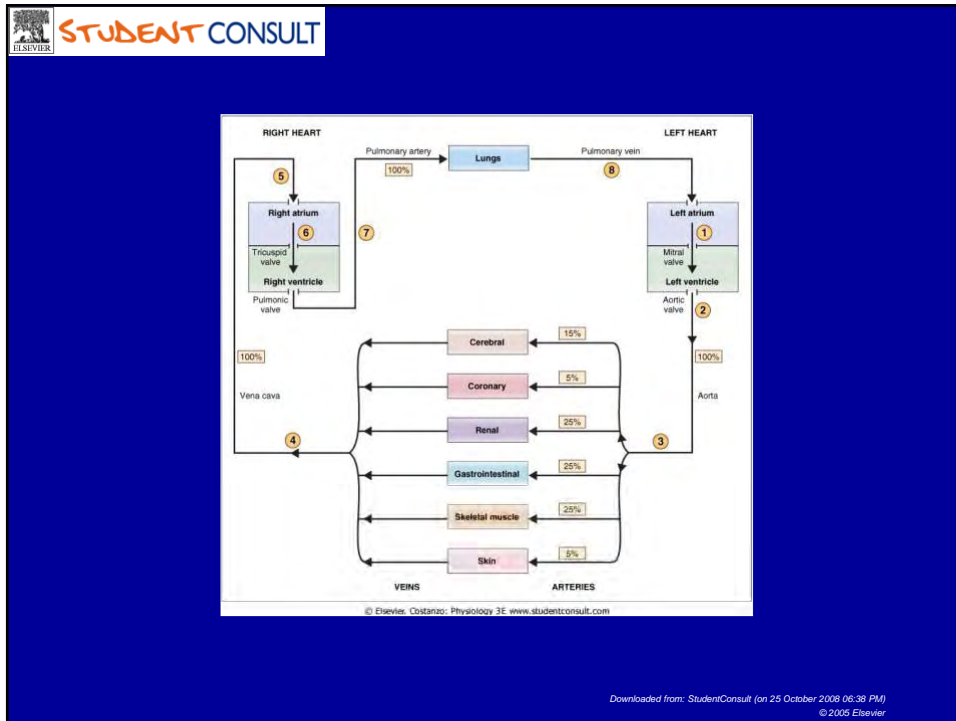 ELSEVIER
STUDENT CONSULT
RIGHT HEART
LEFT HEART
Pulmonary artery
Lungs
Pulmonary vein
100%
8
5
Right atrium
Left atrium
6
7
1
Tricuspid
valve
Mitral
valve
Right ventricle
Left ventricle
Pulmonic
valve
Aortic
valve
2
Cerebral
15%
100%
100%
Coronary
5%
Vena cava
Aorta
Renal
25%
4
3
Gastrointestinal
25%
Skeletal muscle
25%
Skin
5%
VEINS
ARTERIES
© Elsevier. Costanzo: Physiology 3E www.studentconsult.com
Downloaded from: StudentConsult (on 25 October 2008 06:38 PM)
© 2005 Elsevier